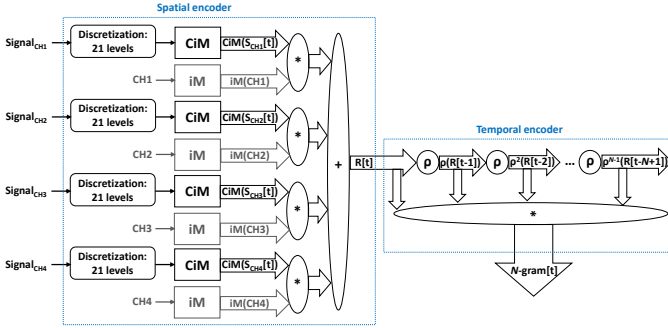 Spatial encoder
Signal_CH1
Discretization:
21 levels
CiM
CiM(S_CH1[t])
*
CH1
iM
iM(CH1)
Signal_CH2
Discretization:
21 levels
CiM
CiM(S_CH2[t])
*
CH2
iM
iM(CH2)
Signal_CH3
Discretization:
21 levels
CiM
CiM(S_CH3[t])
*
CH3
iM
iM(CH3)
Signal_CH4
Discretization:
21 levels
CiM
CiM(S_CH4[t])
*
CH4
iM
iM(CH4)
+
Temporal encoder
R[t]
ρ
ρ(R[t-1])
ρ
ρ²(R[t-2])
...
ρ
ρᴺ⁻¹(R[t-N+1])
*
N-gram[t]